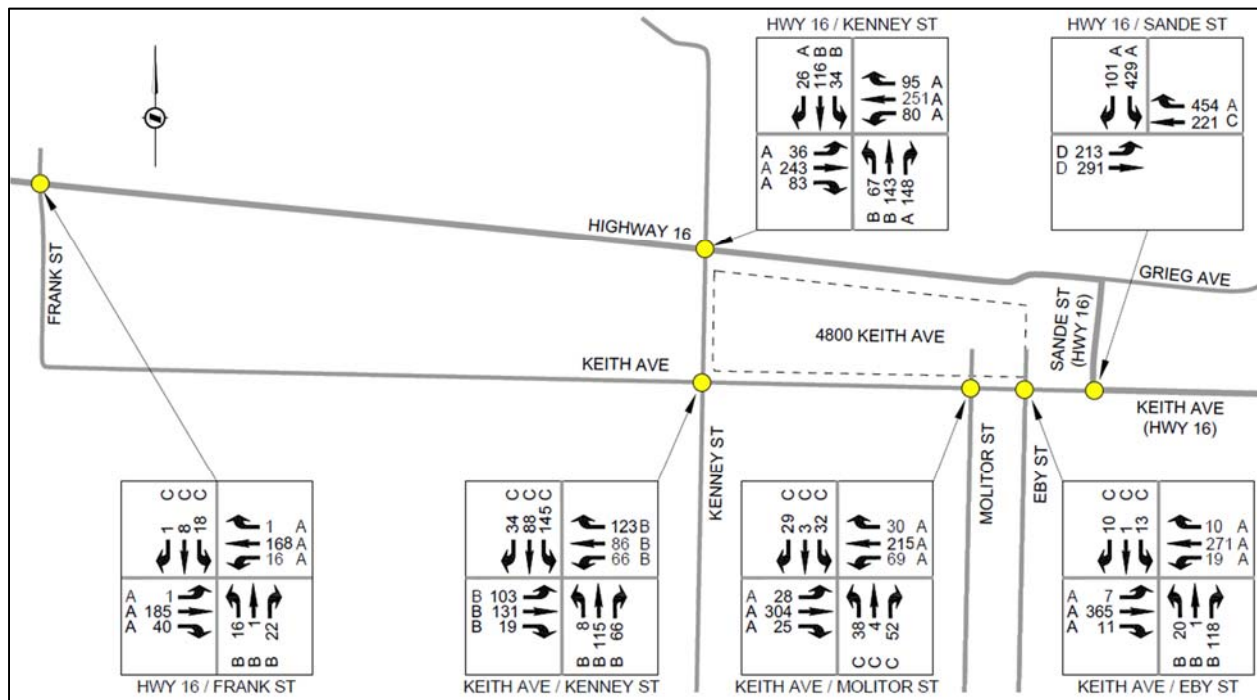 HWY 16 / KENNEY ST
26 A
116 B
34 B
95 A
251 A
80 A
A 36
A 243
A 83
B 67
B 143
A 148
HWY 16 / SANDE ST
101 A
429 A
454 A
221 C
D 213
D 291
HIGHWAY 16
GRIEG AVE
FRANK ST
SANDE ST
(HWY 16)
4800 KEITH AVE
KEITH AVE
KEITH AVE
(HWY 16)
KENNEY ST
MOLITOR ST
EBY ST
1 C
8 C
18 C
1 A
168 A
16 A
A 1
A 185
A 40
B 16
B 1
B 22
HWY 16 / FRANK ST
34 C
88 C
145 C
123 B
86 B
66 B
B 103
B 131
B 19
B 8
B 115
B 66
KEITH AVE / KENNEY ST
29 C
3 C
32 C
30 A
215 A
69 A
A 28
A 304
A 25
C 38
C 4
C 52
KEITH AVE / MOLITOR ST
10 C
1 C
13 C
10 A
271 A
19 A
A 7
A 365
A 11
B 20
B 1
B 118
KEITH AVE / EBY ST